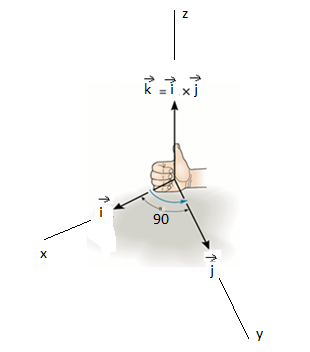 z
k⃗ = i⃗ × j⃗
i⃗
90
x
j⃗
y